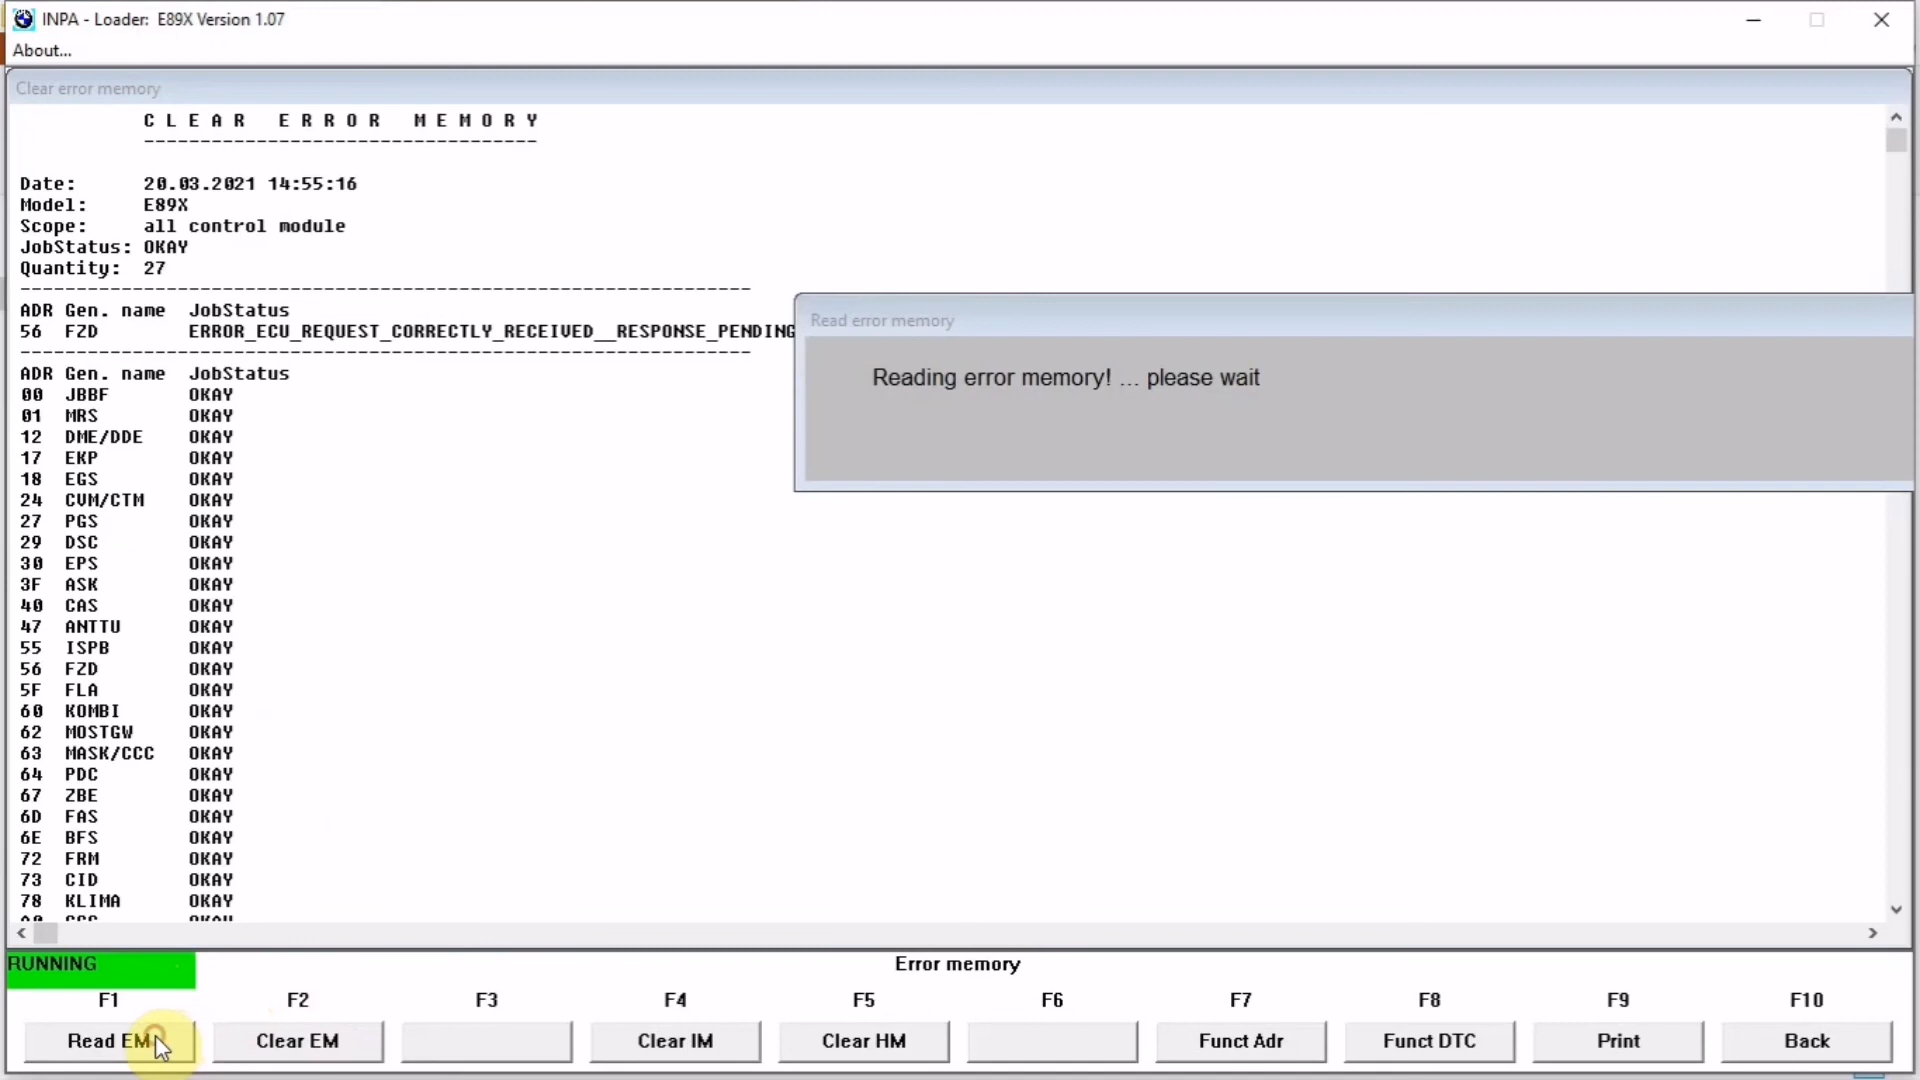 INPA - Loader: E89X Version 1.07
About...
Clear error memory
C L E A R   E R R O R   M E M O R Y
-----------------------------------
Date: 20.03.2021 14:55:16
Model: E89X
Scope: all control module
JobStatus: OKAY
Quantity: 27
-----------------------------------------------------------------
ADR Gen. name JobStatus
56 FZD ERROR_ECU_REQUEST_CORRECTLY_RECEIVED__RESPONSE_PENDING
-----------------------------------------------------------------
ADR Gen. name JobStatus
00 JBBF OKAY
01 MRS OKAY
12 DME/DDE OKAY
17 EKP OKAY
18 EGS OKAY
24 CVM/CTM OKAY
27 PGS OKAY
29 DSC OKAY
30 EPS OKAY
3F ASK OKAY
40 CAS OKAY
47 ANTTU OKAY
55 ISPB OKAY
56 FZD OKAY
5F FLA OKAY
60 KOMBI OKAY
62 MOSTGW OKAY
63 MASK/CCC OKAY
64 PDC OKAY
67 ZBE OKAY
6D FAS OKAY
6E BFS OKAY
72 FRM OKAY
73 CID OKAY
78 KLIMA OKAY
Read error memory
Reading error memory! ... please wait
RUNNING
Error memory
F1 F2 F3 F4 F5 F6 F7 F8 F9 F10
Read EM Clear EM Clear IM Clear HM Funct Adr Funct DTC Print Back